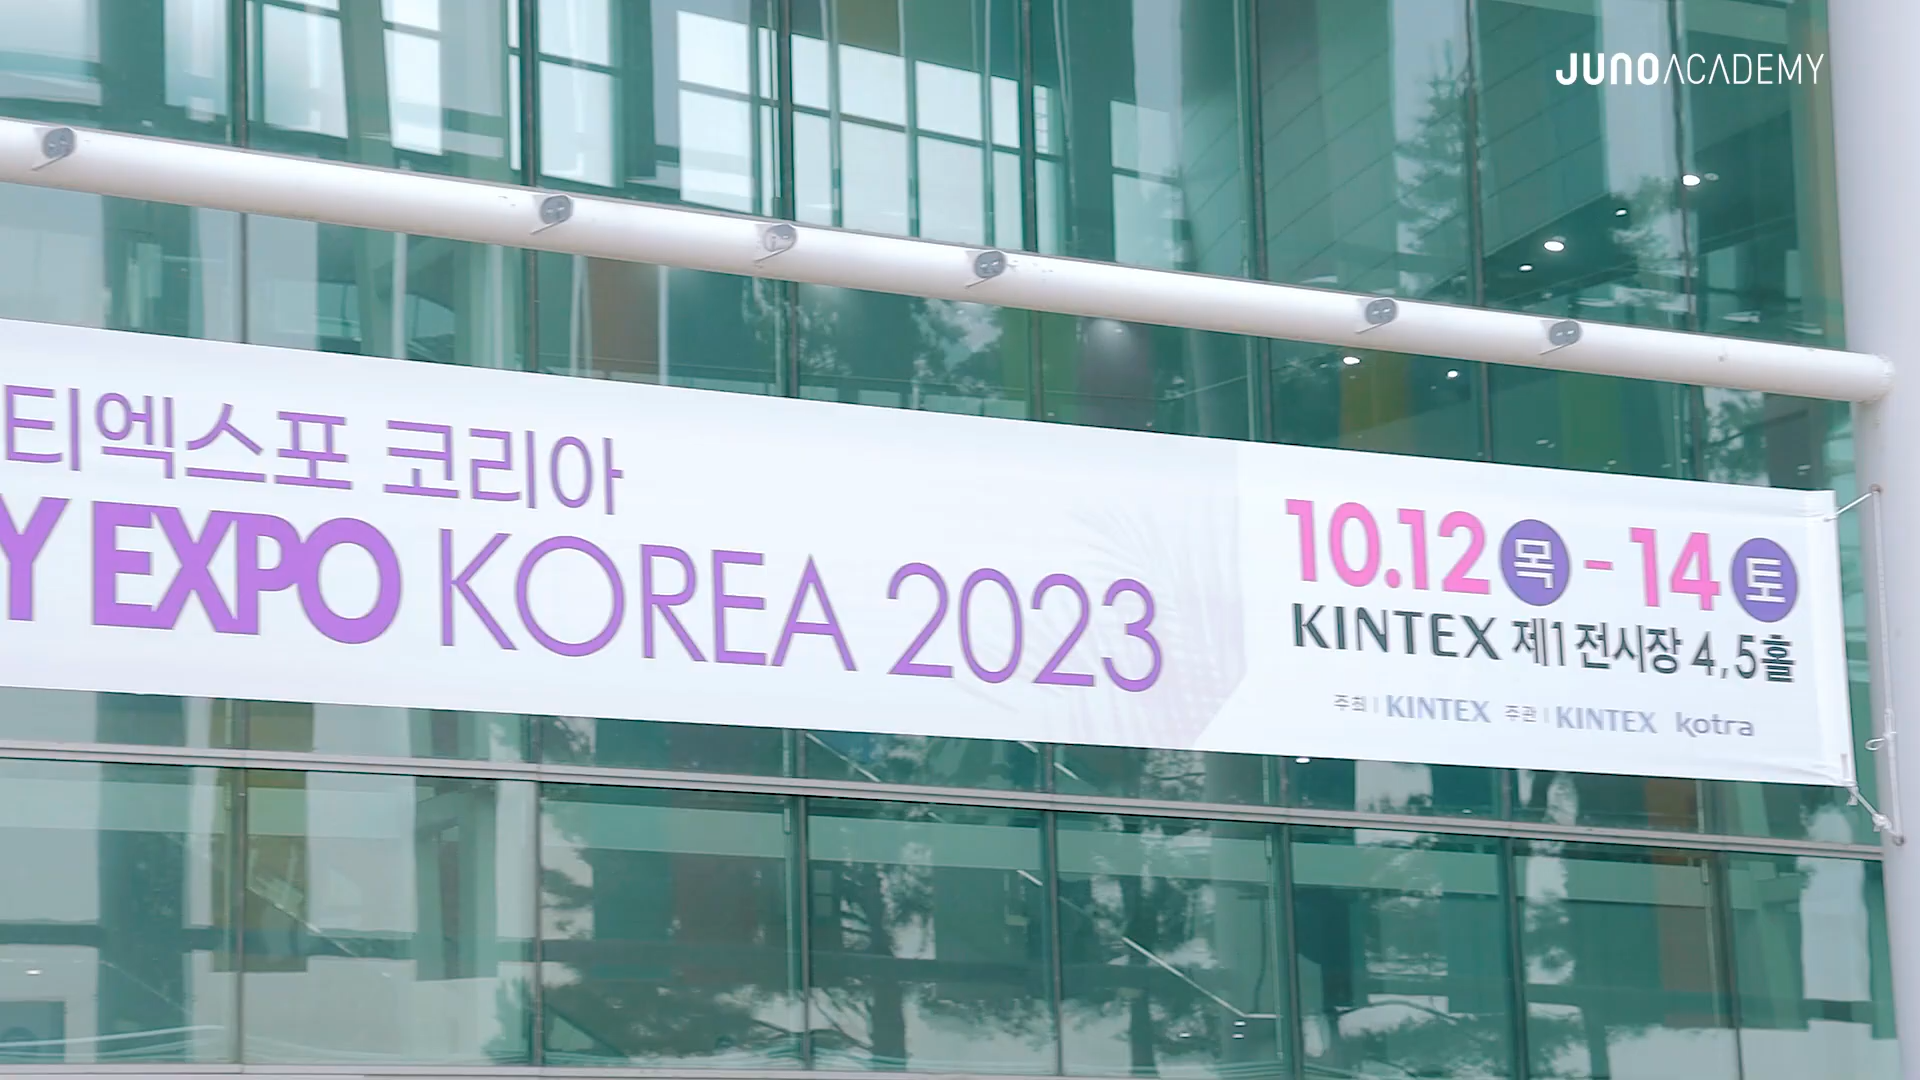 JUNOACADEMY
티엑스포 코리아
Y EXPO KOREA 2023
10.12 목 - 14 토
KINTEX 제1전시장 4,5홀
주최 | KINTEX 주관 | KINTEX kotra